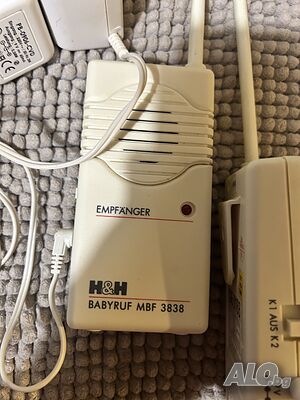 EMPFÄNGER
H&H
BABYRUF MBF 3838
K1 AUS K2
ALO.bg